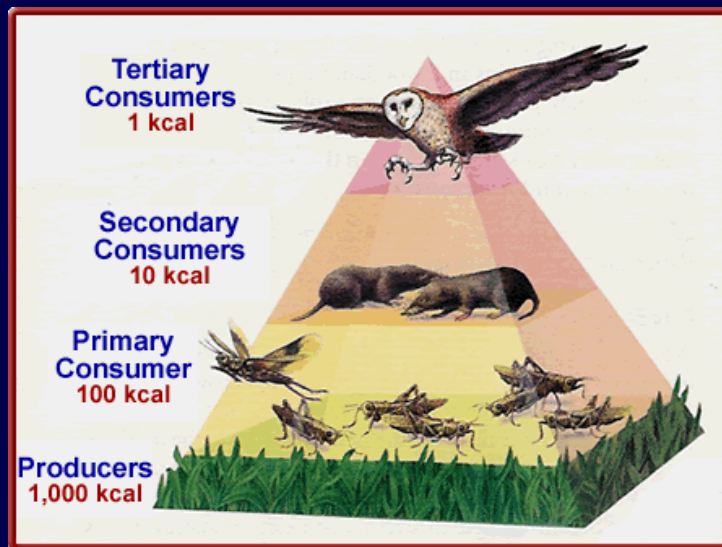 Tertiary
Consumers
1 kcal
Secondary
Consumers
10 kcal
Primary
Consumer
100 kcal
Producers
1,000 kcal